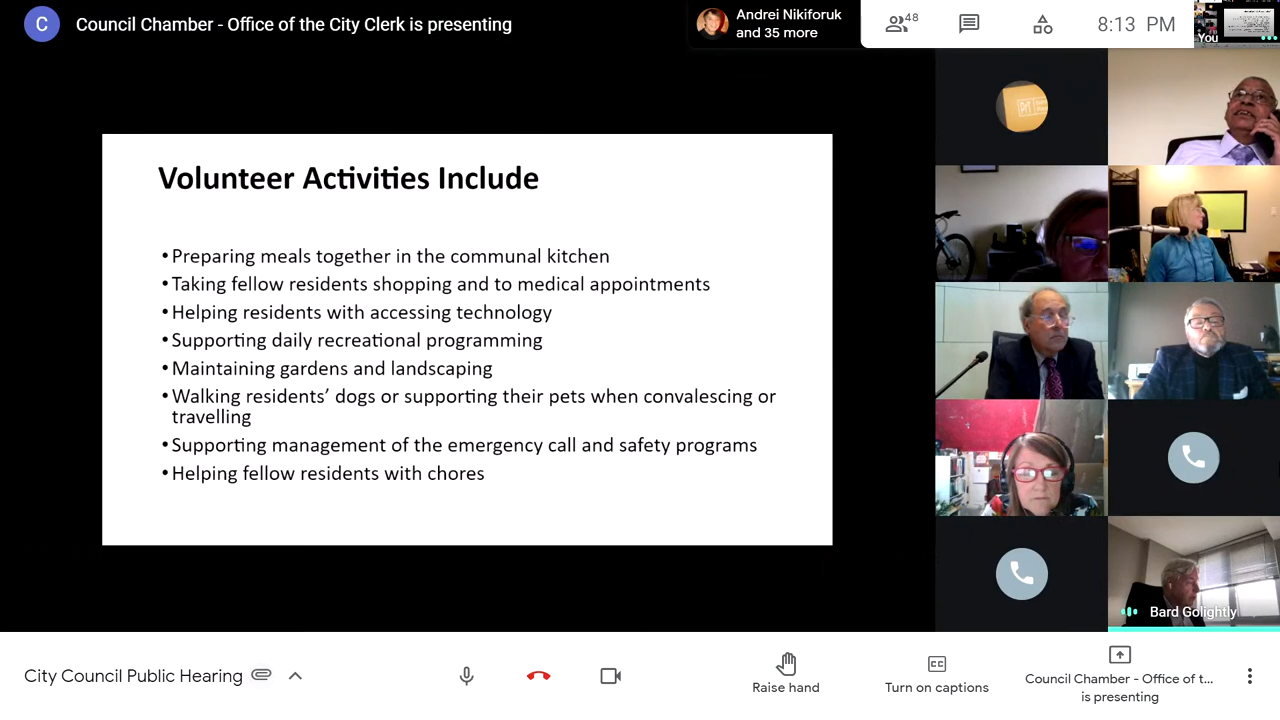 C
Council Chamber - Office of the City Clerk is presenting
Andrei Nikiforuk
and 35 more
48
8:13 PM
You
Volunteer Activities Include
•Preparing meals together in the communal kitchen
•Taking fellow residents shopping and to medical appointments
•Helping residents with accessing technology
•Supporting daily recreational programming
•Maintaining gardens and landscaping
•Walking residents’ dogs or supporting their pets when convalescing or
travelling
•Supporting management of the emergency call and safety programs
•Helping fellow residents with chores
Bard Golightly
City Council Public Hearing
Raise hand
CC
Turn on captions
Council Chamber - Office of t...
is presenting